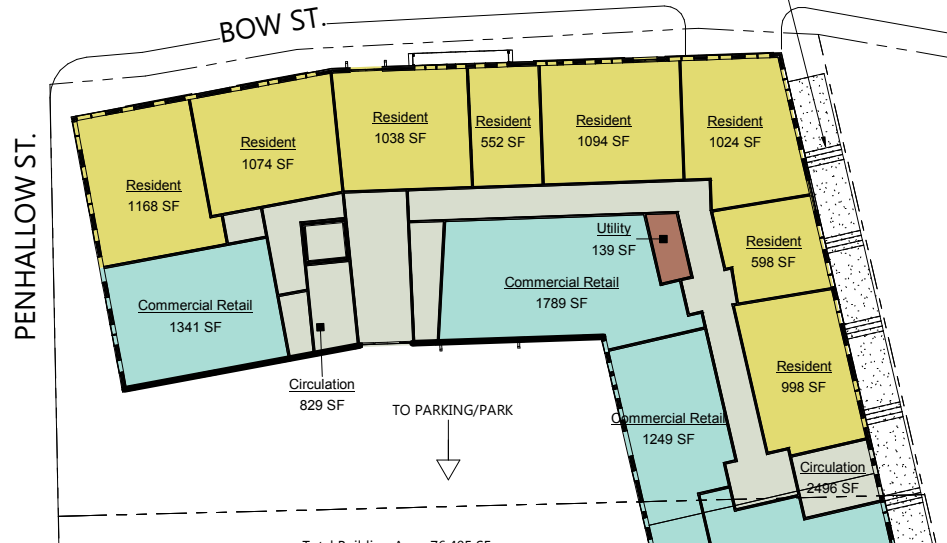 BOW ST.
PENHALLOW ST.
Resident
1168 SF
Resident
1074 SF
Resident
1038 SF
Resident
552 SF
Resident
1094 SF
Resident
1024 SF
Resident
598 SF
Resident
998 SF
Utility
139 SF
Commercial Retail
1341 SF
Commercial Retail
1789 SF
Commercial Retail
1249 SF
Circulation
829 SF
Circulation
2496 SF
TO PARKING/PARK